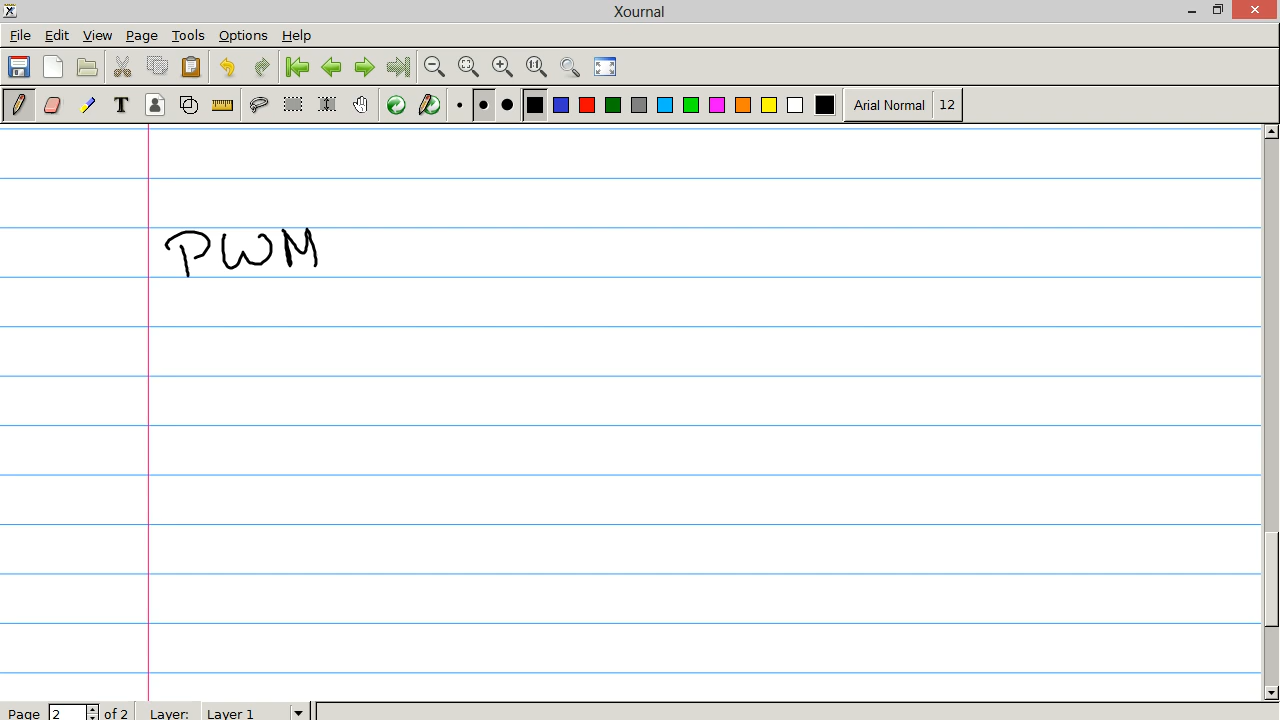 Xournal
File Edit View Page Tools Options Help
T Arial Normal 12
PWM
Page 2 of 2 Layer: Layer 1